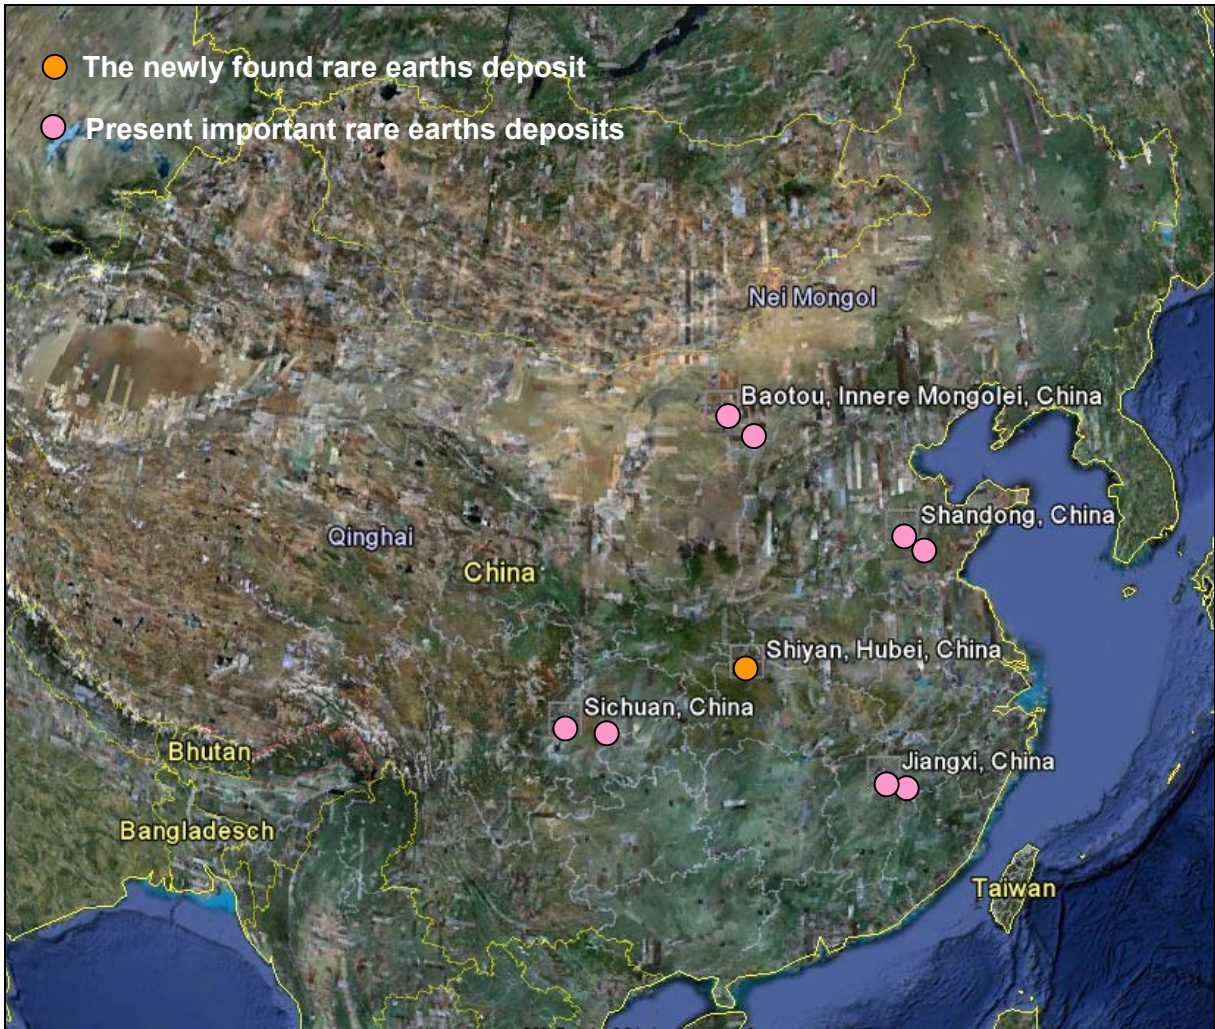 The newly found rare earths deposit
Present important rare earths deposits
Nei Mongol
Baotou, Innere Mongolei, China
Shandong, China
Qinghai
China
Shiyan, Hubei, China
Sichuan, China
Bhutan
Jiangxi, China
Bangladesch
Taiwan